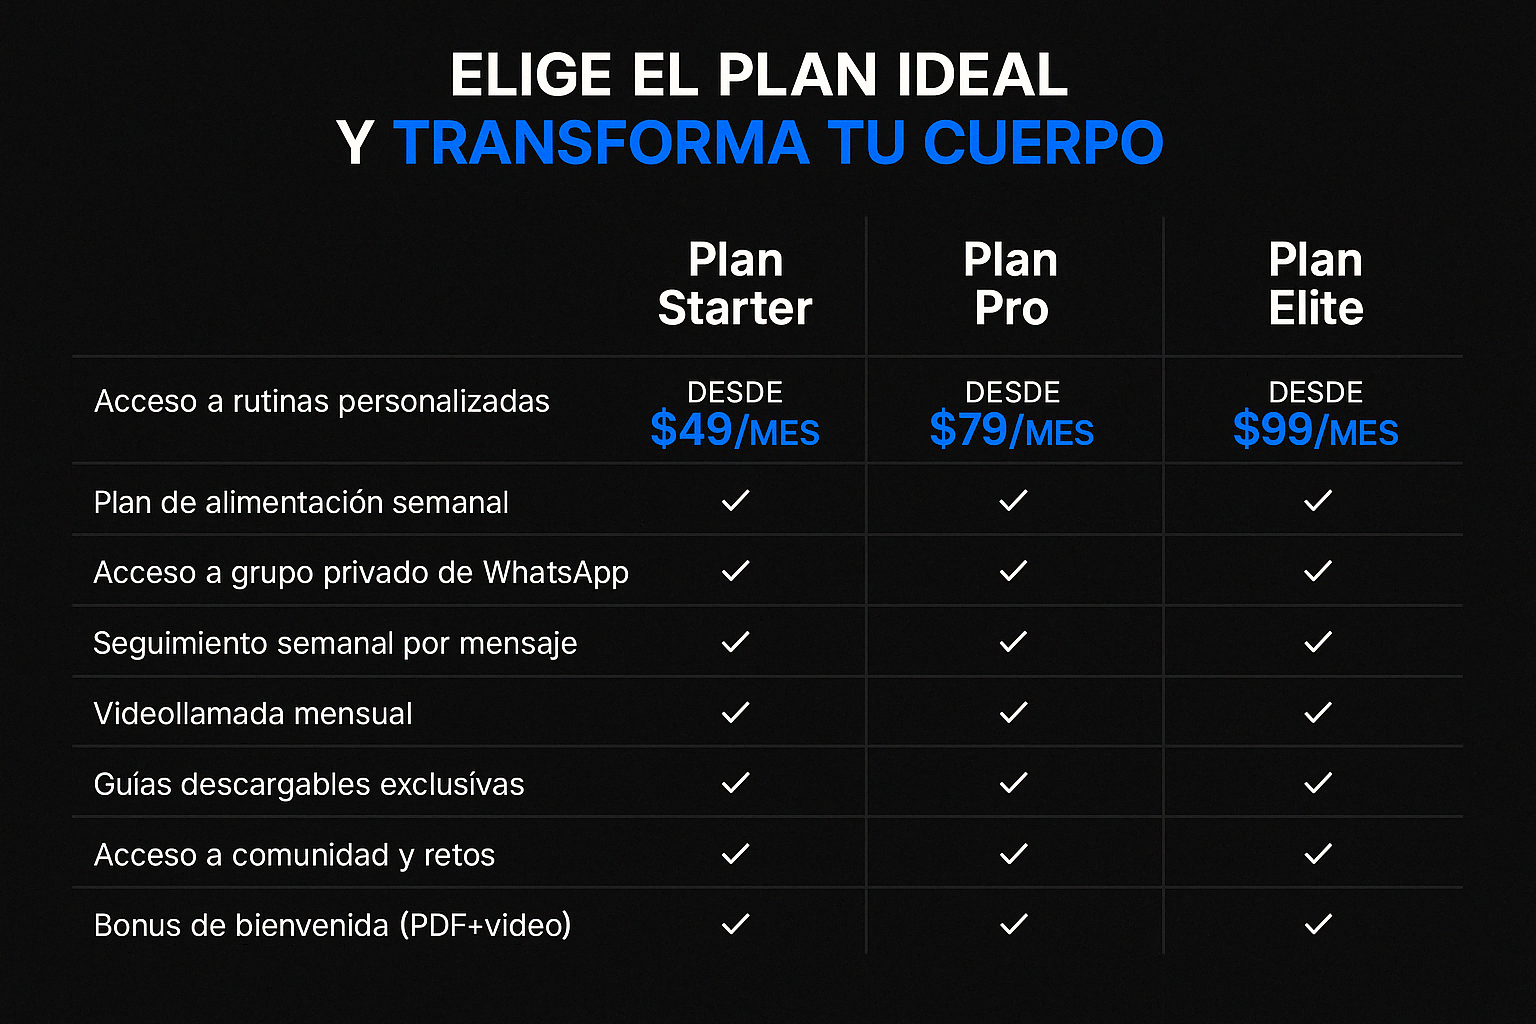 ELIGE EL PLAN IDEAL
Y TRANSFORMA TU CUERPO
Plan Starter
Plan Pro
Plan Elite
Acceso a rutinas personalizadas
DESDE $49/MES
DESDE $79/MES
DESDE $99/MES
Plan de alimentación semanal ✓ ✓ ✓
Acceso a grupo privado de WhatsApp ✓ ✓ ✓
Seguimiento semanal por mensaje ✓ ✓ ✓
Videollamada mensual ✓ ✓ ✓
Guías descargables exclusívas ✓ ✓ ✓
Acceso a comunidad y retos ✓ ✓ ✓
Bonus de bienvenida (PDF+video) ✓ ✓ ✓